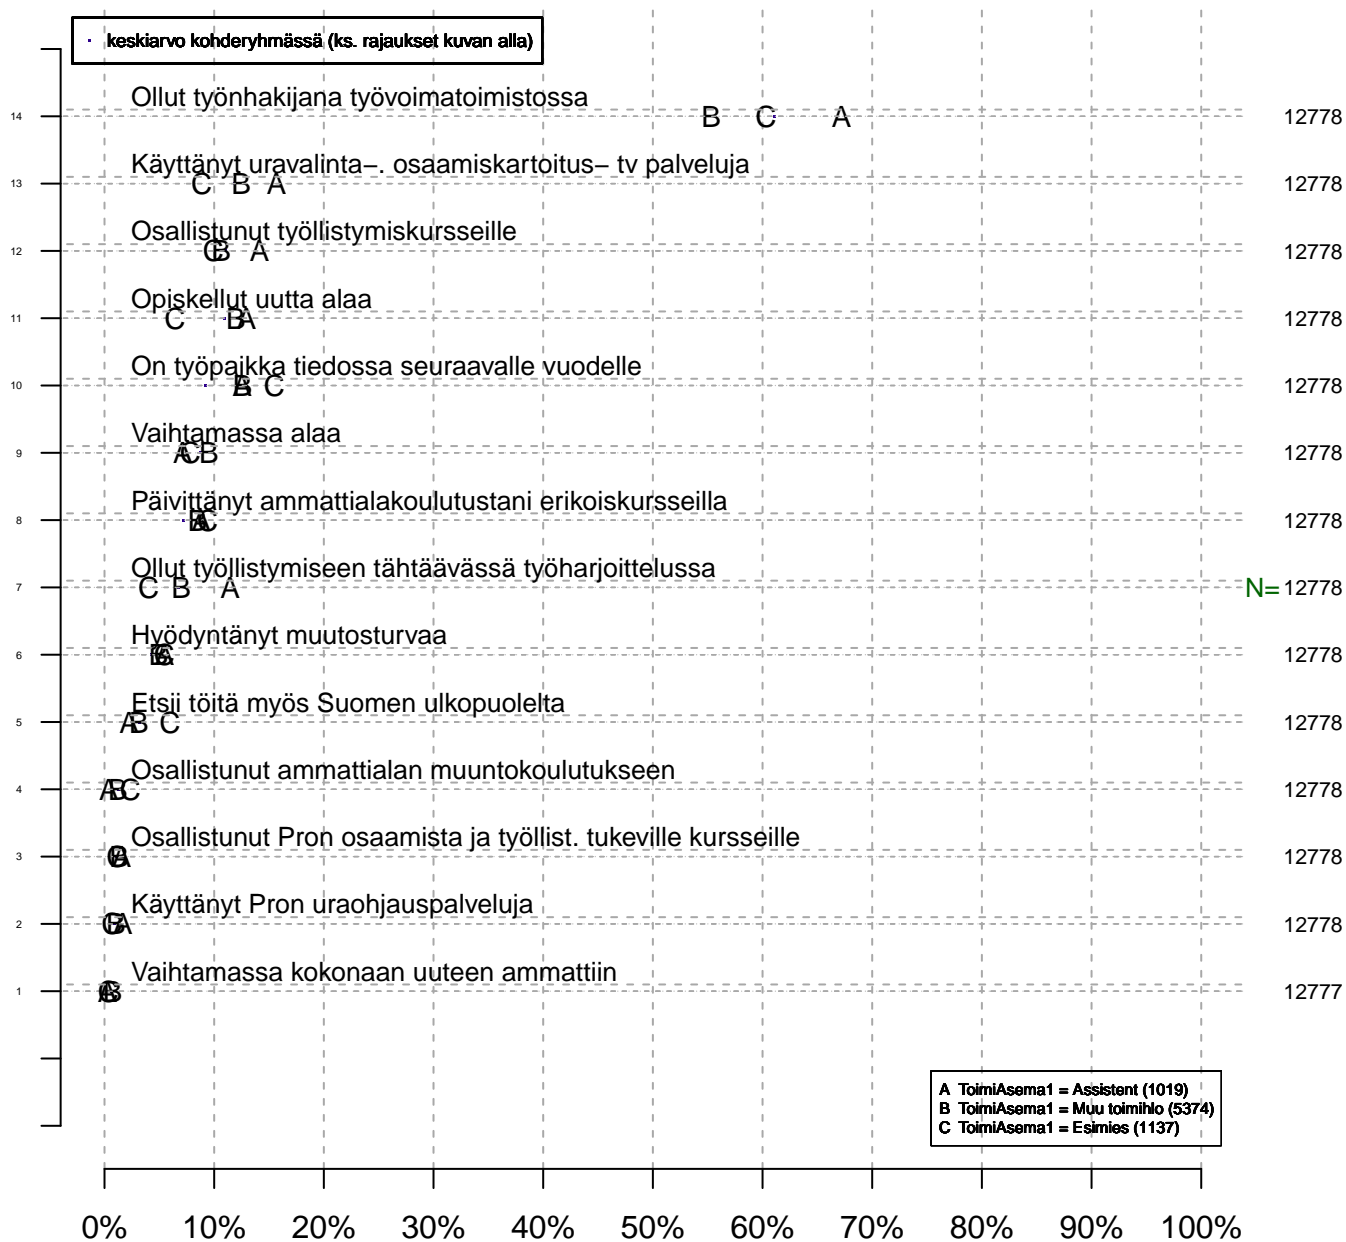 · keskiarvo kohderyhmässä (ks. rajaukset kuvan alla)
Ollut työnhakijana työvoimatoimistossa
14 B C A 12778
Käyttänyt uravalinta–. osaamiskartoitus– tv palveluja
13 C B A 12778
Osallistunut työllistymiskursseille
12 C B A 12778
Opiskellut uutta alaa
11 C B A 12778
On työpaikka tiedossa seuraavalle vuodelle
10 A B C 12778
Vaihtamassa alaa
9 A C B 12778
Päivittänyt ammattialakoulutustani erikoiskursseilla
8 B A C 12778
Ollut työllistymiseen tähtäävässä työharjoittelussa
7 C B A N= 12778
Hyödyntänyt muutosturvaa
6 B C A 12778
Etsii töitä myös Suomen ulkopuolelta
5 A B C 12778
Osallistunut ammattialan muuntokoulutukseen
4 A B C 12778
Osallistunut Pron osaamista ja työllist. tukeville kursseille
3 C B A 12778
Käyttänyt Pron uraohjauspalveluja
2 C B A 12778
Vaihtamassa kokonaan uuteen ammattiin
1 A C B 12777
A ToimiAsema1 = Assistent (1019)
B ToimiAsema1 = Muu toimihlo (5374)
C ToimiAsema1 = Esimies (1137)
0% 10% 20% 30% 40% 50% 60% 70% 80% 90% 100%